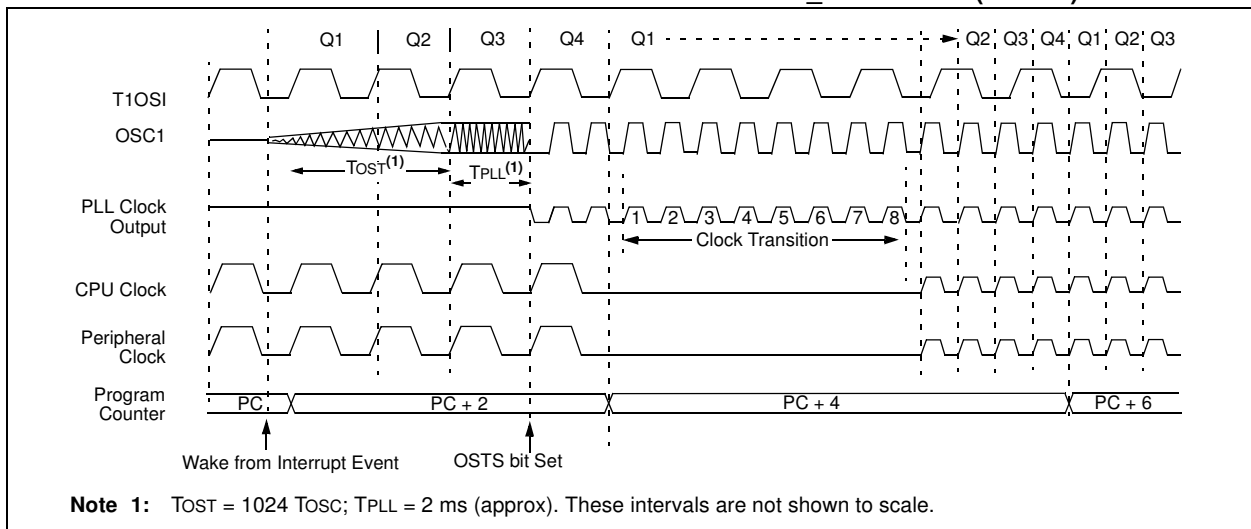 Q1 Q2 Q3 Q4 Q1 Q2 Q3 Q4 Q1 Q2 Q3
T1OSI
OSC1
TOST(1)
TPLL(1)
PLL Clock
Output
1 2 3 4 5 6 7 8
Clock Transition
CPU Clock
Peripheral
Clock
Program
Counter
PC PC + 2 PC + 4 PC + 6
Wake from Interrupt Event
OSTS bit Set
Note 1: TOST = 1024 TOSC; TPLL = 2 ms (approx). These intervals are not shown to scale.